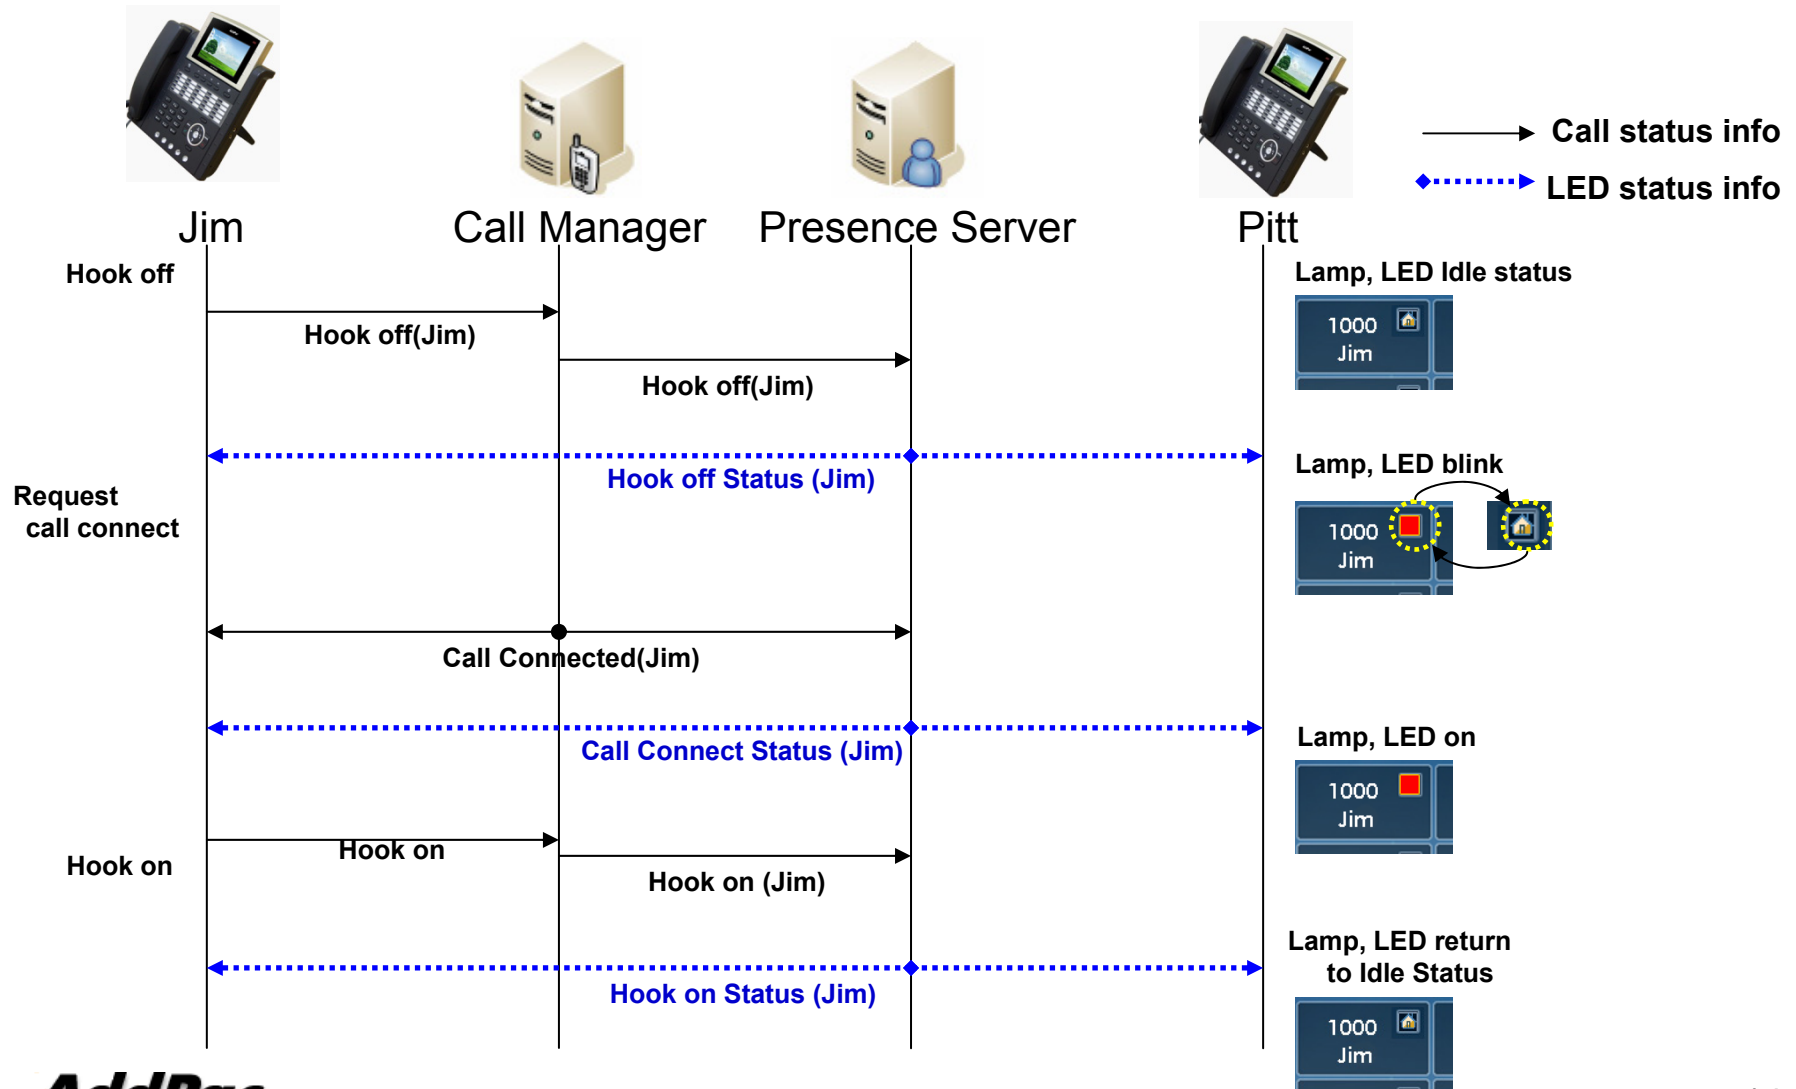 Call status info
LED status info
Jim
Call Manager
Presence Server
Pitt
Hook off
Lamp, LED Idle status
1000
Jim
Hook off(Jim)
Hook off(Jim)
Hook off Status (Jim)
Lamp, LED blink
Request
call connect
1000
Jim
Call Connected(Jim)
Call Connect Status (Jim)
Lamp, LED on
1000
Jim
Hook on
Hook on
Hook on (Jim)
Lamp, LED return
to Idle Status
Hook on Status (Jim)
1000
Jim
AddPac